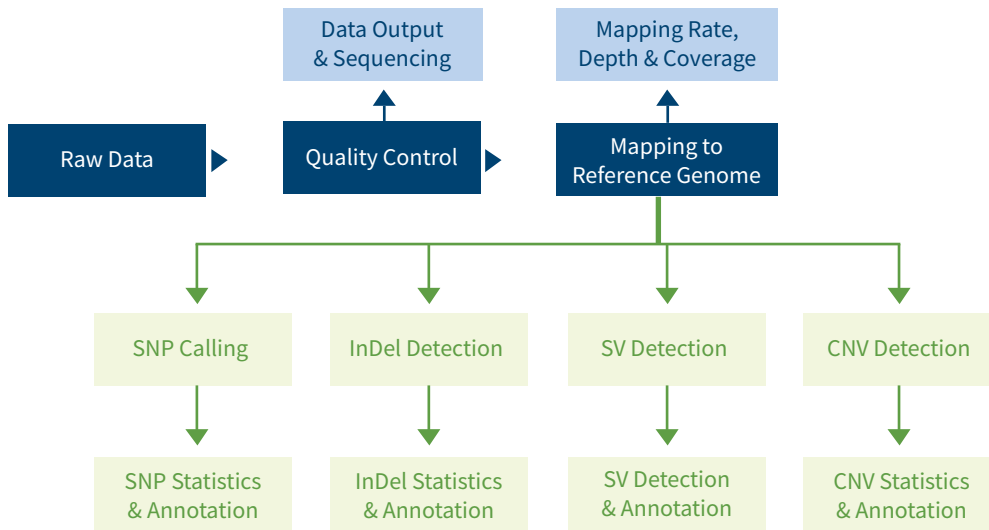 Data Output
& Sequencing
Mapping Rate,
Depth & Coverage
Raw Data
Quality Control
Mapping to
Reference Genome
SNP Calling
InDel Detection
SV Detection
CNV Detection
SNP Statistics
& Annotation
InDel Statistics
& Annotation
SV Detection
& Annotation
CNV Statistics
& Annotation